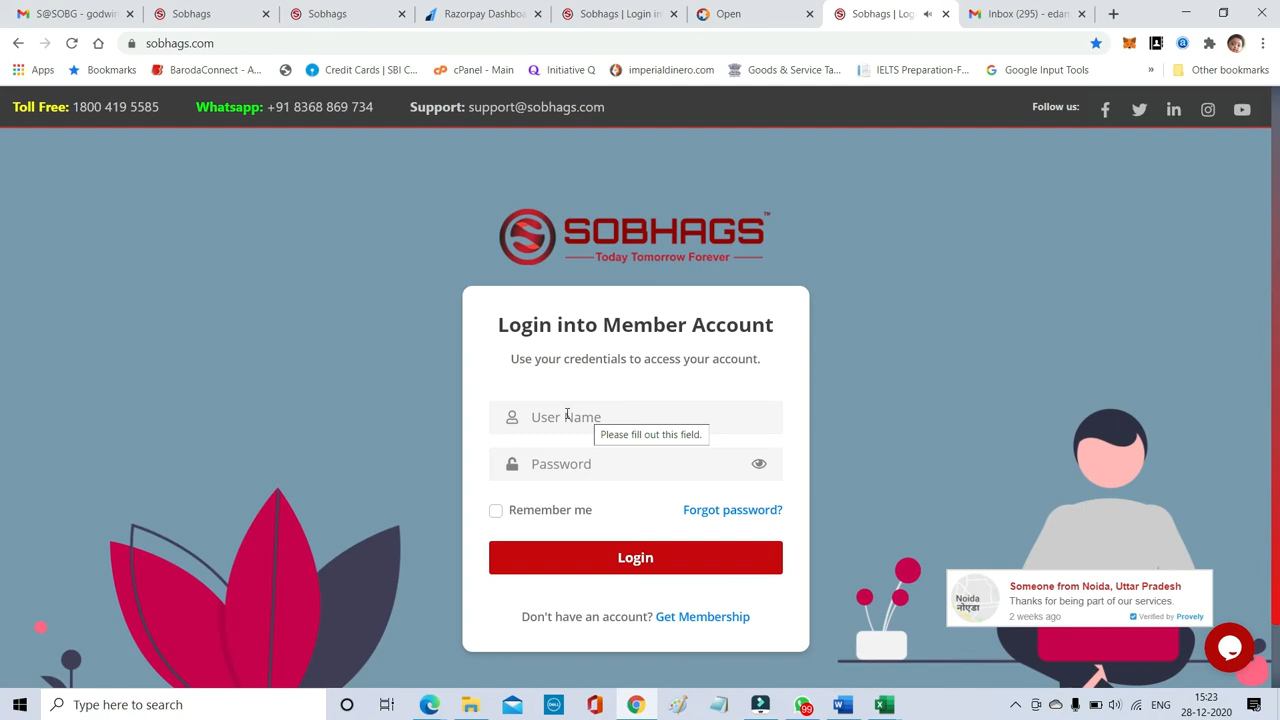 S@SOBG - godwin
Sobhags
Sobhags
Razorpay Dashbo
Sobhags | Login in
Open
Sobhags | Log
Inbox (295) - edam
sobhags.com
Apps
Bookmarks
BarodaConnect - A...
Credit Cards | SBI C...
cPanel - Main
Initiative Q
imperialdinero.com
Goods & Service Ta...
IELTS Preparation-F...
Google Input Tools
»
Other bookmarks
Toll Free: 1800 419 5585
Whatsapp: +91 8368 869 734
Support: support@sobhags.com
Follow us:
SOBHAGS™
Today Tomorrow Forever
Login into Member Account
Use your credentials to access your account.
User Name
Please fill out this field.
Password
Remember me
Forgot password?
Login
Don't have an account? Get Membership
Noida
नोएडा
Someone from Noida, Uttar Pradesh
Thanks for being part of our services.
2 weeks ago
Verified by Provely
Type here to search
99
ENG
15:23
28-12-2020